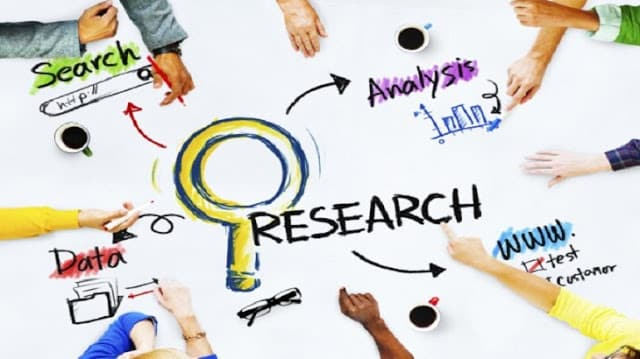 Search
http://
Analysis
RESEARCH
Data
WWW.
test
customer